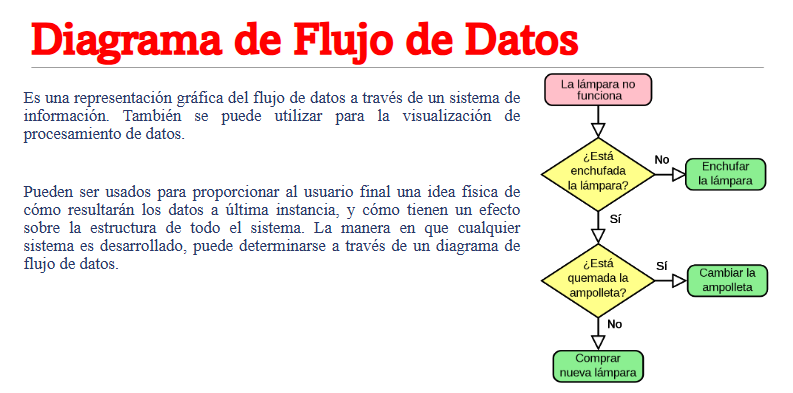 Diagrama de Flujo de Datos
Es una representación gráfica del flujo de datos a través de un sistema de
información. También se puede utilizar para la visualización de
procesamiento de datos.
Pueden ser usados para proporcionar al usuario final una idea física de
cómo resultarán los datos a última instancia, y cómo tienen un efecto
sobre la estructura de todo el sistema. La manera en que cualquier
sistema es desarrollado, puede determinarse a través de un diagrama de
flujo de datos.
La lámpara no
funciona
¿Está
enchufada
la lámpara?
No
Enchufar
la lámpara
Sí
¿Está
quemada la
ampolleta?
Sí
Cambiar la
ampolleta
No
Comprar
nueva lámpara